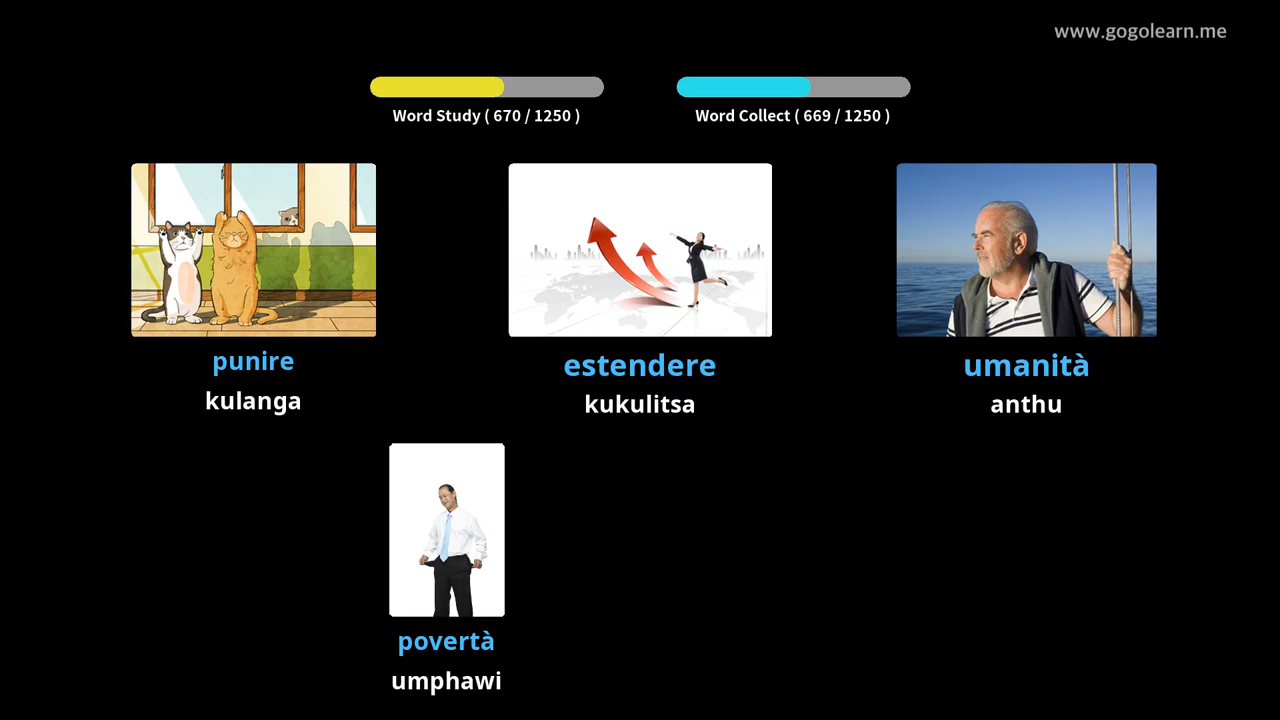 www.gogolearn.me
Word Study ( 670 / 1250 )
Word Collect ( 669 / 1250 )
punire
kulanga
estendere
kukulitsa
umanità
anthu
povertà
umphawi